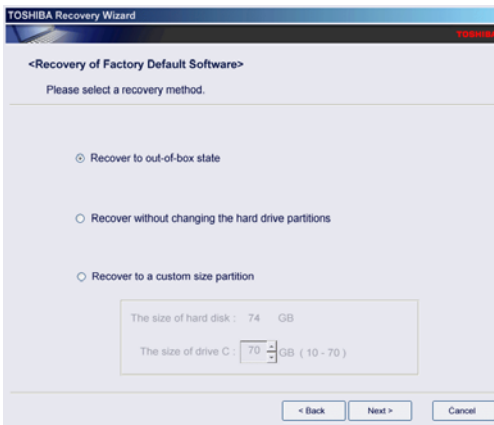 TOSHIBA Recovery Wizard
TOSHIBA
<Recovery of Factory Default Software>
Please select a recovery method.
Recover to out-of-box state
Recover without changing the hard drive partitions
Recover to a custom size partition
The size of hard disk : 74 GB
The size of drive C : 70 GB ( 10 - 70 )
< Back Next > Cancel